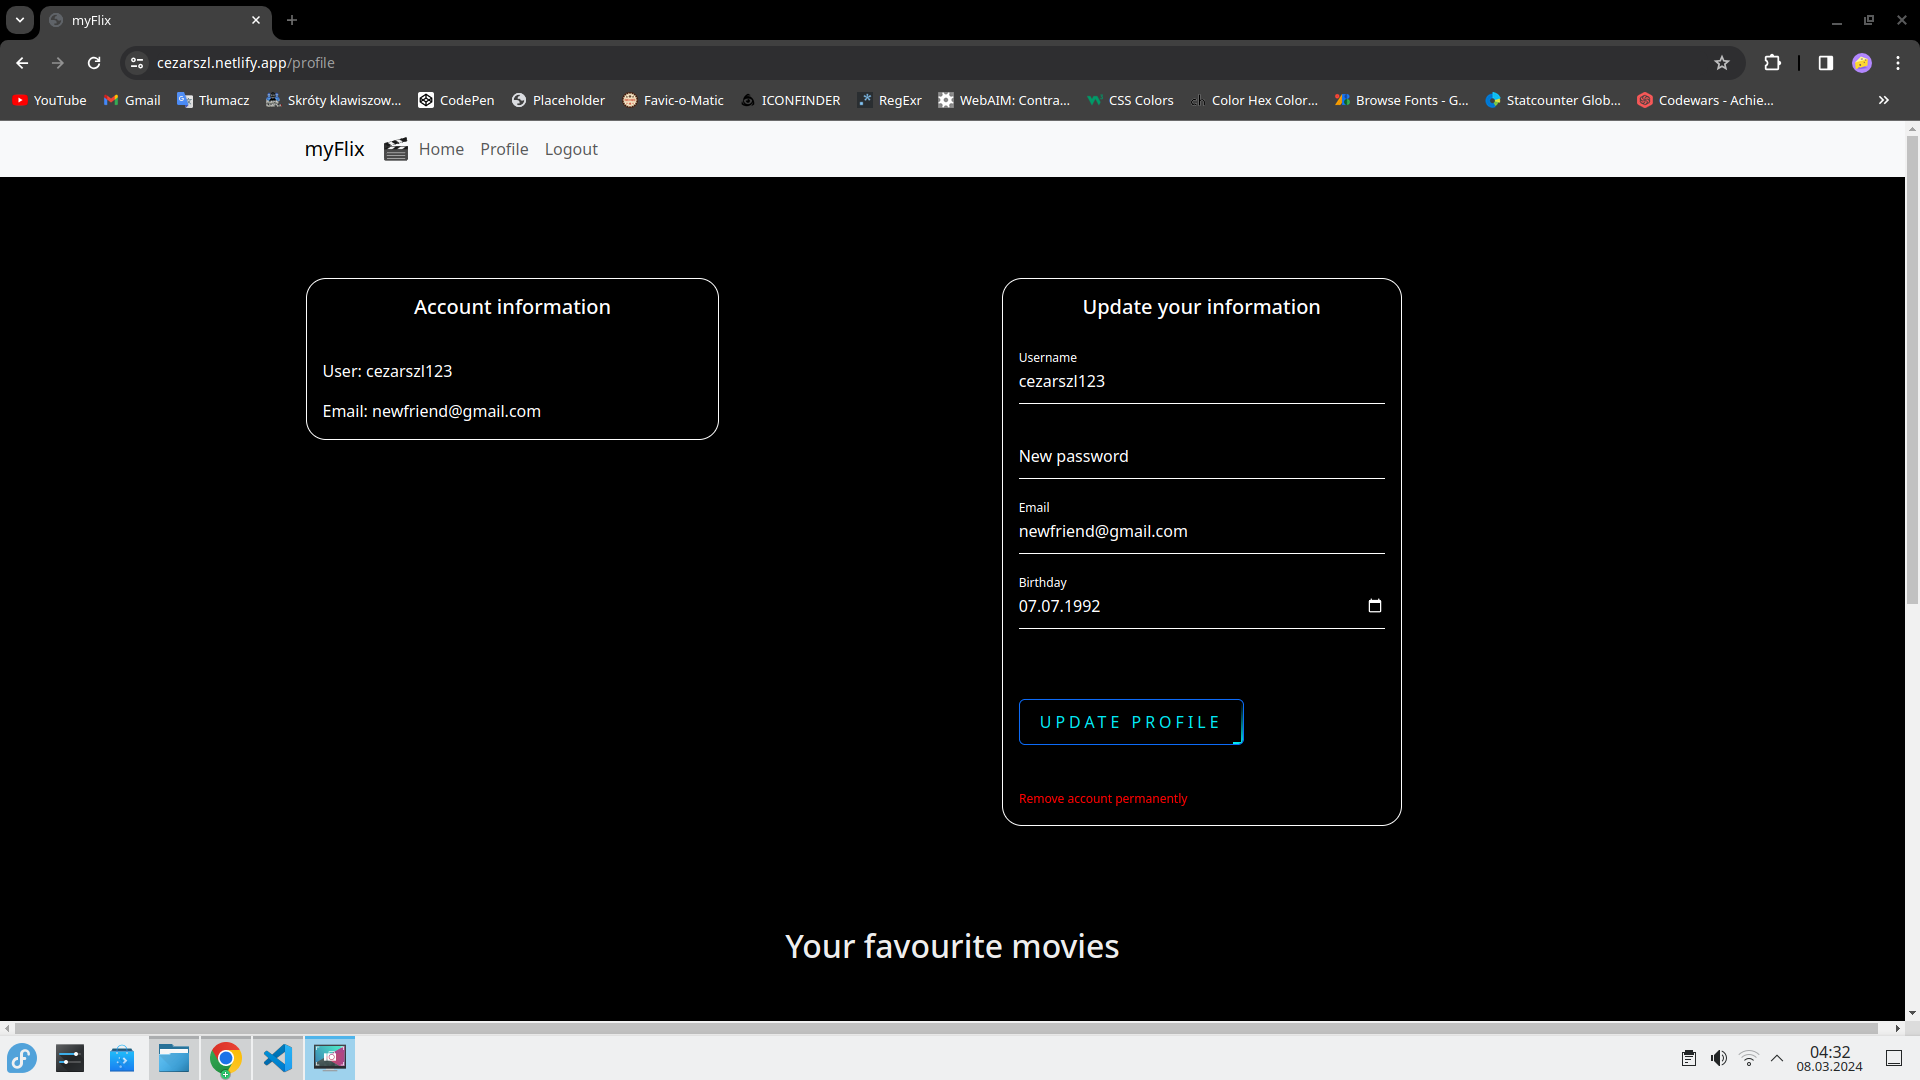 myFlix
cezarszl.netlify.app/profile
YouTube
Gmail
Tłumacz
Skróty klawiszow...
CodePen
Placeholder
Favic-o-Matic
ICONFINDER
RegExr
WebAIM: Contra...
CSS Colors
Color Hex Color...
Browse Fonts - G...
Statcounter Glob...
Codewars - Achie...
myFlix
Home
Profile
Logout
Account information
User: cezarszl123
Email: newfriend@gmail.com
Update your information
Username
cezarszl123
New password
Email
newfriend@gmail.com
Birthday
07.07.1992
UPDATE PROFILE
Remove account permanently
Your favourite movies
04:32
08.03.2024